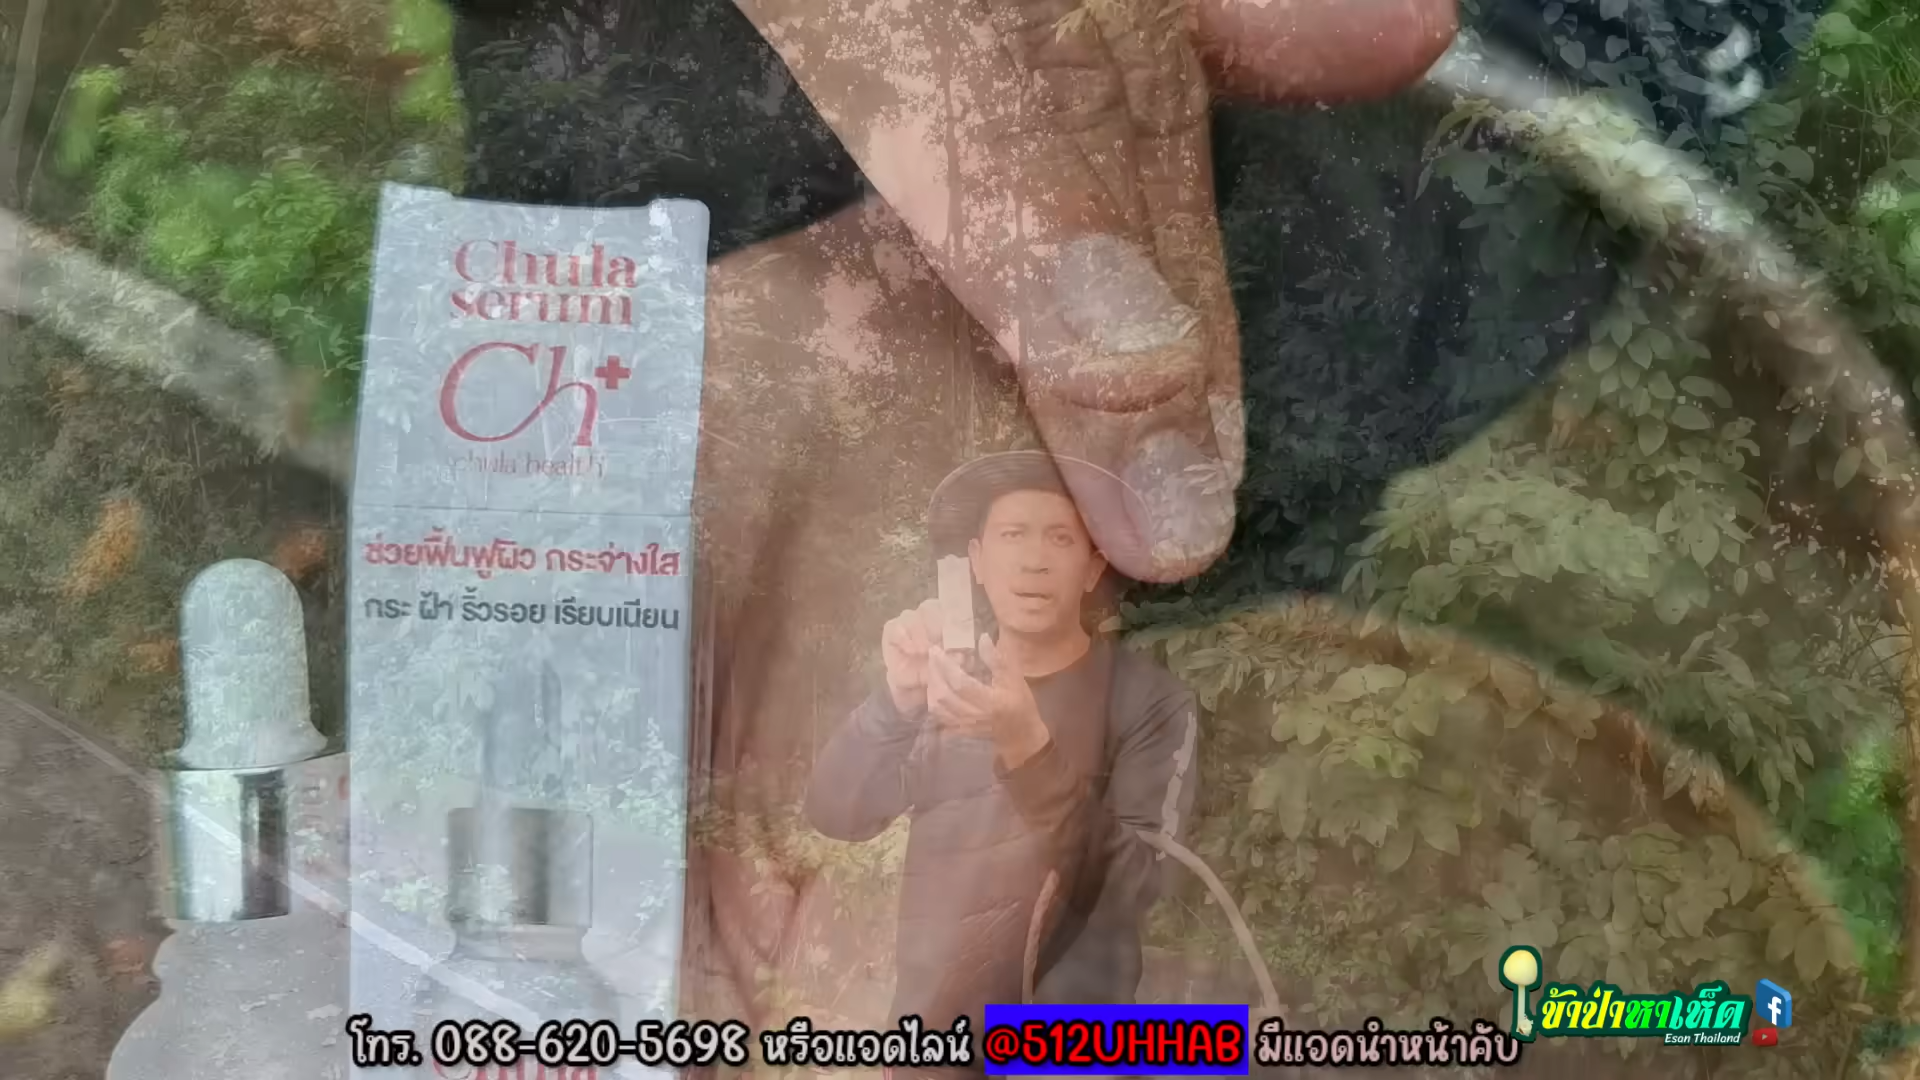 Chula
serum
Ch+
chula health
ช่วยฟื้นฟูผิว กระจ่างใส
กระ ฝ้า ริ้วรอย เรียบเนียน
Chula
โทร. 088-620-5698 หรือแอดไลน์ @512UHHAB มีแอดนำหน้าคับ
เข้าป่าหาเห็ด
Esan Thailand